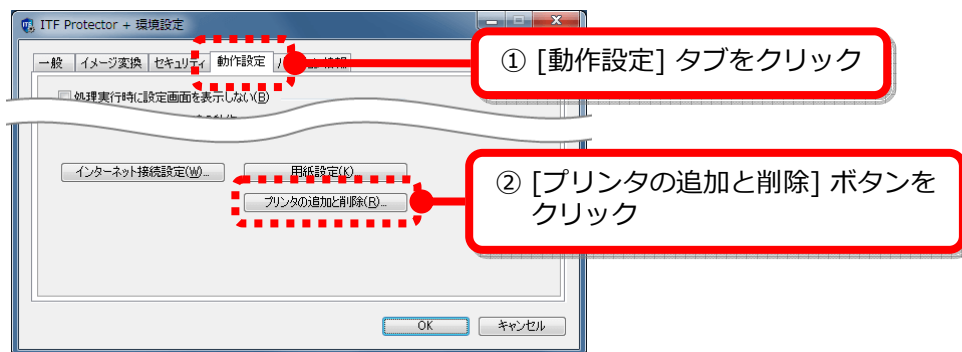 ITF Protector + 環境設定
一般 イメージ変換 セキュリティ 動作設定
① [動作設定] タブをクリック
処理実行時に設定画面を表示しない(B)
インターネット接続設定(W)... 用紙設定(K)
プリンタの追加と削除(R)...
② [プリンタの追加と削除] ボタンを
クリック
OK キャンセル